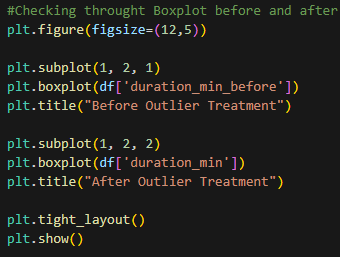 #Checking throught Boxplot before and after
plt.figure(figsize=(12,5))
plt.subplot(1, 2, 1)
plt.boxplot(df['duration_min_before'])
plt.title("Before Outlier Treatment")
plt.subplot(1, 2, 2)
plt.boxplot(df['duration_min'])
plt.title("After Outlier Treatment")
plt.tight_layout()
plt.show()